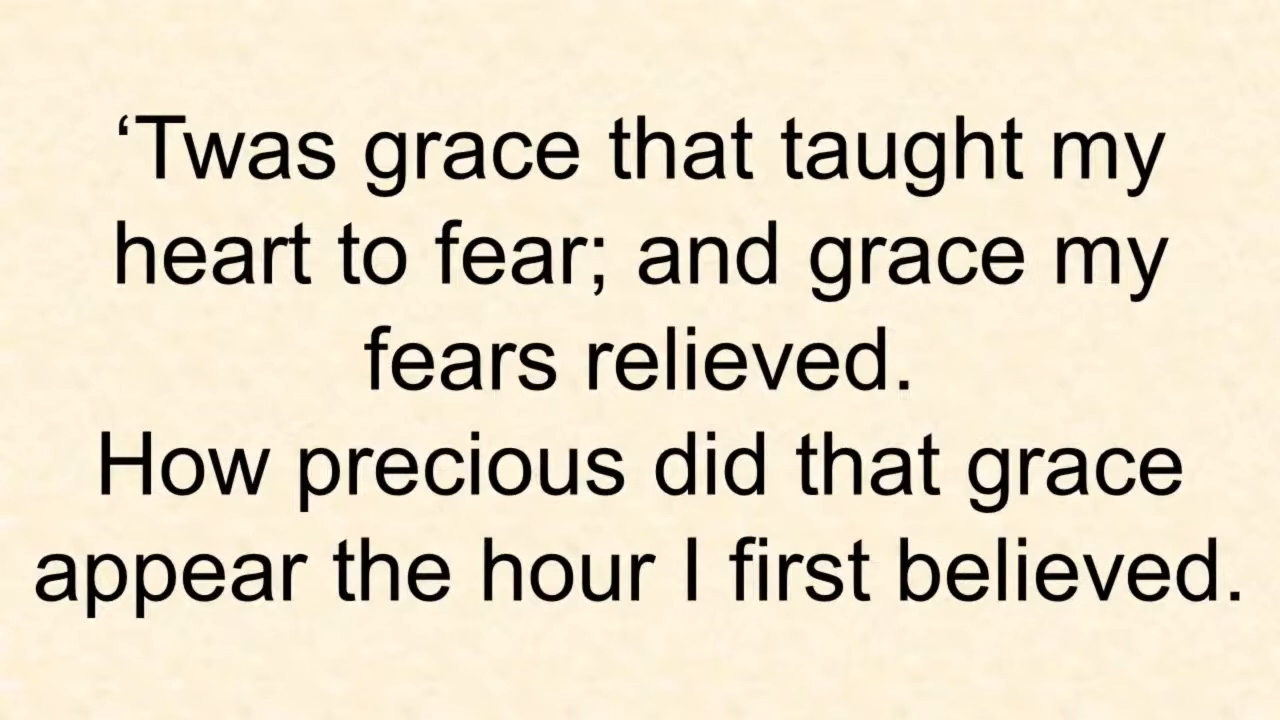 ‘Twas grace that taught my
heart to fear; and grace my
fears relieved.
How precious did that grace
appear the hour I first believed.